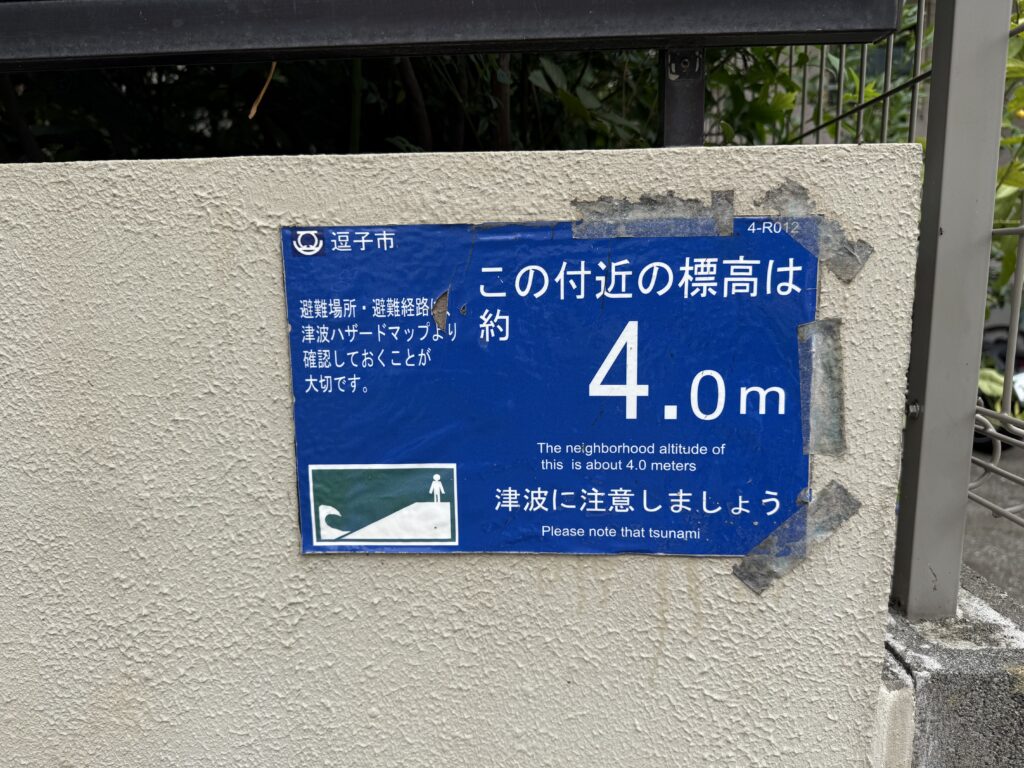 逗子市
4-R012
避難場所・避難経路は、
津波ハザードマップより
確認しておくことが
大切です。
この付近の標高は
約
4.0m
The neighborhood altitude of
this is about 4.0 meters
津波に注意しましょう
Please note that tsunami